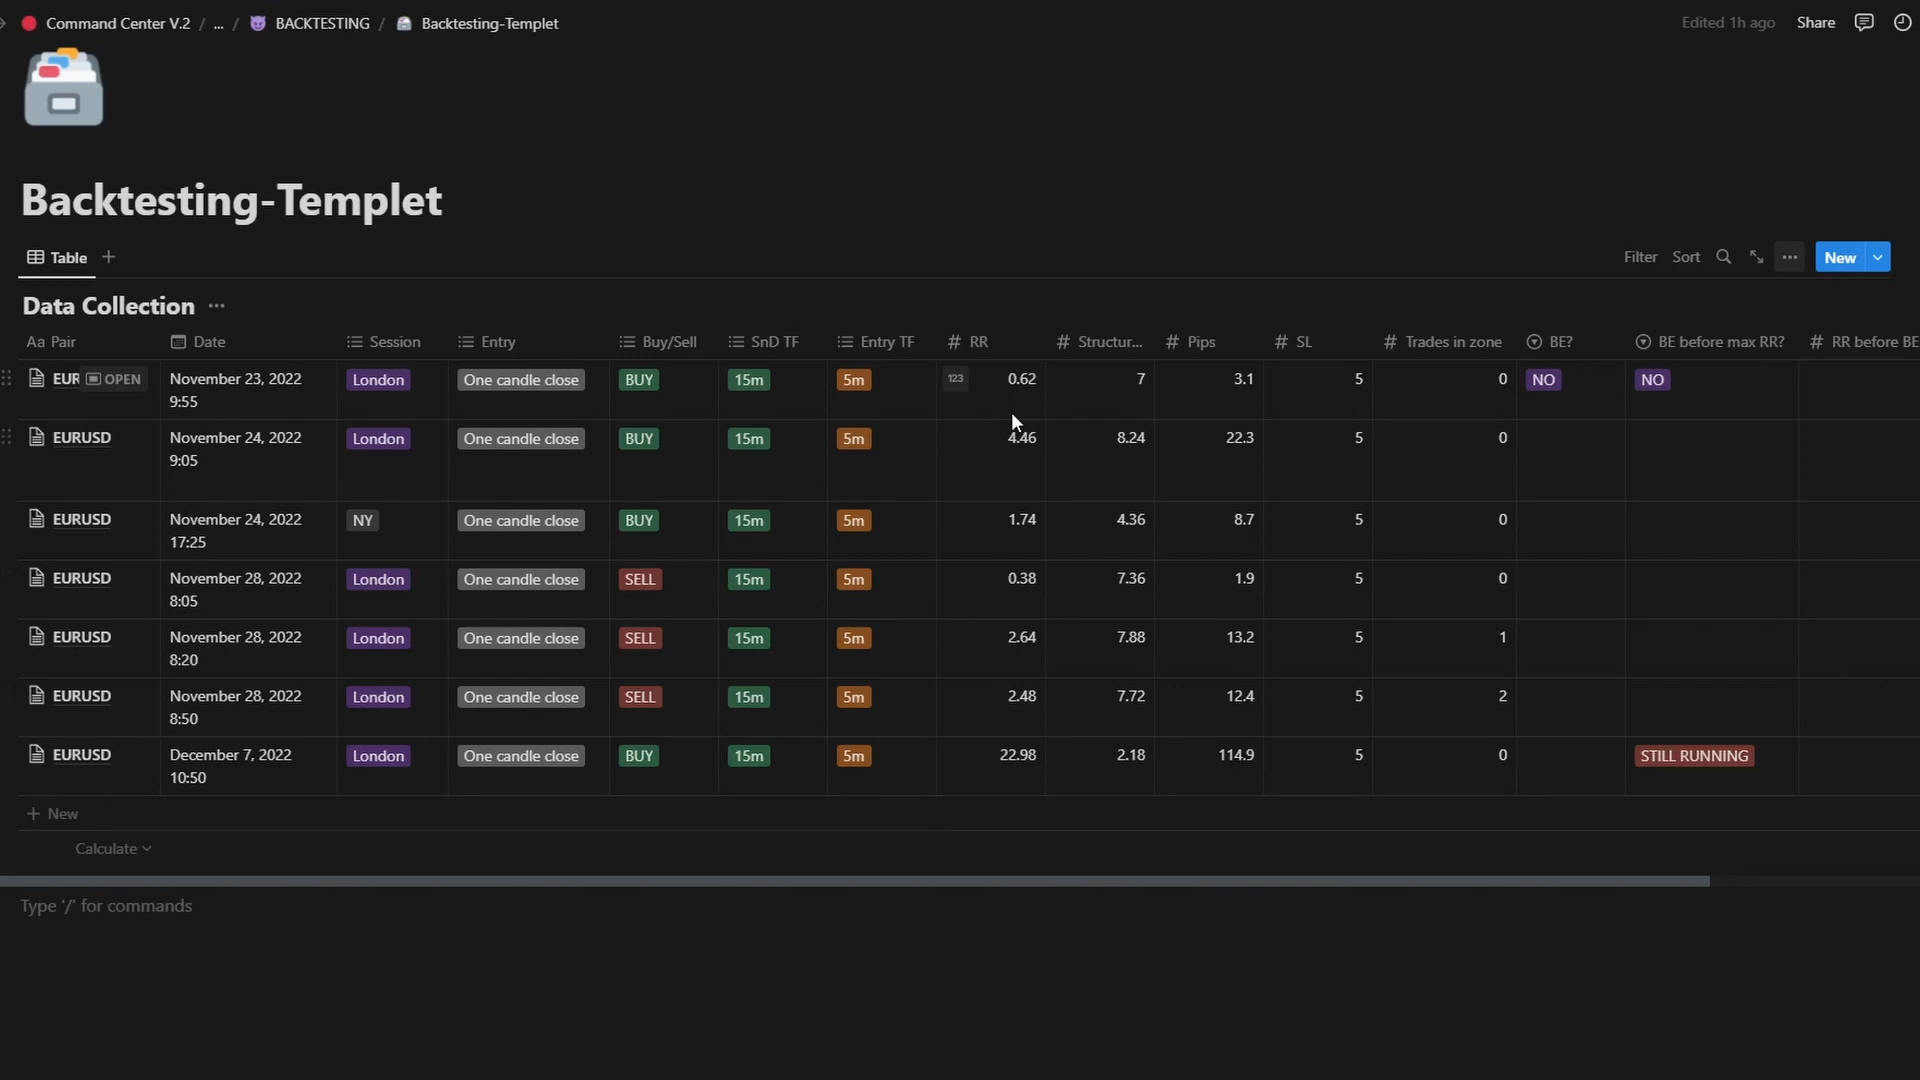 Command Center V.2 / ... / BACKTESTING / Backtesting-Templet
Edited 1h ago Share
Backtesting-Templet
Table
Filter Sort ... New
Data Collection ...
Aa Pair Date Session Entry Buy/Sell SnD TF Entry TF # RR # Structur... # Pips # SL # Trades in zone BE? BE before max RR? # RR before BE
EUR OPEN November 23, 2022 London One candle close BUY 15m 5m 123 0.62 7 3.1 5 0 NO NO
9:55
EURUSD November 24, 2022 London One candle close BUY 15m 5m 4.46 8.24 22.3 5 0
9:05
EURUSD November 24, 2022 NY One candle close BUY 15m 5m 1.74 4.36 8.7 5 0
17:25
EURUSD November 28, 2022 London One candle close SELL 15m 5m 0.38 7.36 1.9 5 0
8:05
EURUSD November 28, 2022 London One candle close SELL 15m 5m 2.64 7.88 13.2 5 1
8:20
EURUSD November 28, 2022 London One candle close SELL 15m 5m 2.48 7.72 12.4 5 2
8:50
EURUSD December 7, 2022 London One candle close BUY 15m 5m 22.98 2.18 114.9 5 0 STILL RUNNING
10:50
+ New
Calculate
Type '/' for commands